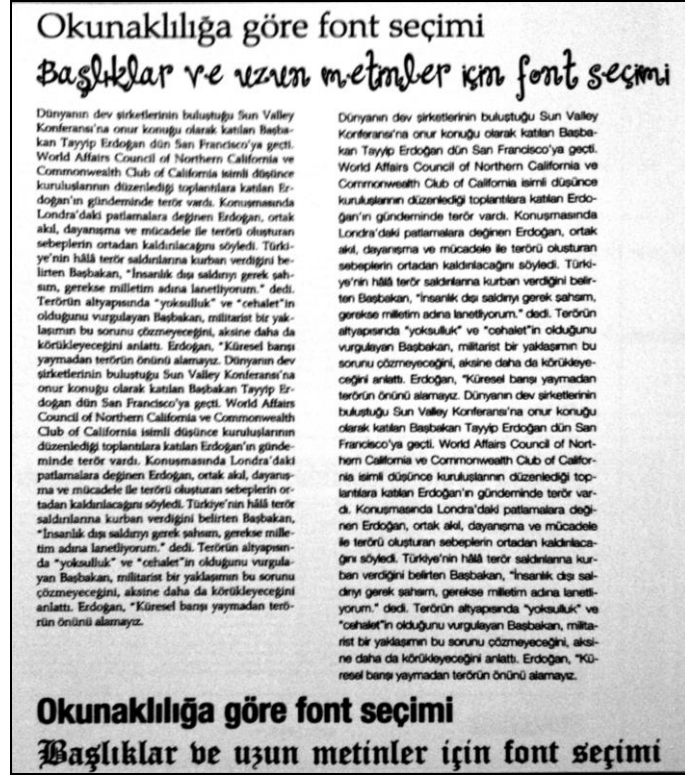 Okunaklılığa göre font seçimi
Başlıklar ve uzun metinler için font seçimi
Dünyanın dev şirketlerinin buluştuğu Sun Valley
Konferansı'na onur konuğu olarak katılan Başba-
kan Tayyip Erdoğan dün San Francisco'ya geçti.
World Affairs Council of Northern California ve
Commonwealth Club of California isimli düşünce
kuruluşlarının düzenlediği toplantılara katılan Er-
doğan'ın gündeminde terör vardı. Konuşmasında
Londra'daki patlamalara değinen Erdoğan, ortak
akıl, dayanışma ve mücadele ile terörü oluşturan
sebeplerin ortadan kaldırılacağını söyledi. Türki-
ye'nin hâlâ terör saldırılarına kurban verdiğini be-
lirten Başbakan, "İnsanlık dışı saldırıyı gerek şah-
sım, gerekse milletim adına lanetliyorum." dedi.
Terörün altyapısında "yoksulluk" ve "cehalet"in
olduğunu vurgulayan Başbakan, militarist bir yak-
laşımın bu sorunu çözmeyeceğini, aksine daha da
körükleyeceğini anlattı. Erdoğan, "Küresel barışı
yaymadan terörün önünü alamayız. Dünyanın dev
şirketlerinin buluştuğu Sun Valley Konferansı'na
onur konuğu olarak katılan Başbakan Tayyip Er-
doğan dün San Francisco'ya geçti. World Affairs
Council of Northern California ve Commonwealth
Club of California isimli düşünce kuruluşlarının
düzenlediği toplantılara katılan Erdoğan'ın günde-
minde terör vardı. Konuşmasında Londra'daki
patlamalara değinen Erdoğan, ortak akıl, dayanış-
ma ve mücadele ile terörü oluşturan sebeplerin or-
tadan kaldırılacağını söyledi. Türkiye'nin hâlâ terör
saldırılarına kurban verdiğini belirten Başbakan,
"İnsanlık dışı saldırıyı gerek şahsım, gerekse mille-
tim adına lanetliyorum." dedi. Terörün altyapısın-
da "yoksulluk" ve "cehalet"in olduğunu vurgula-
yan Başbakan, militarist bir yaklaşımın bu sorunu
çözmeyeceğini, aksine daha da körükleyeceğini
anlattı. Erdoğan, "Küresel barışı yaymadan terö-
rün önünü alamayız.
Dünyanın dev şirketlerinin buluştuğu Sun Valley
Konferansı'na onur konuğu olarak katılan Başba-
kan Tayyip Erdoğan dün San Francisco'ya geçti.
World Affairs Council of Northern California ve
Commonwealth Club of California isimli düşünce
kuruluşlarının düzenlediği toplantılara katılan Erdo-
ğan'ın gündeminde terör vardı. Konuşmasında
Londra'daki patlamalara değinen Erdoğan, ortak
akıl, dayanışma ve mücadele ile terörü oluşturan
sebeplerin ortadan kaldırılacağını söyledi. Türki-
ye'nin hâlâ terör saldırılarına kurban verdiğini belir-
ten Başbakan, "İnsanlık dışı saldırıyı gerek şahsım,
gerekse milletim adına lanetliyorum." dedi. Terörün
altyapısında "yoksulluk" ve "cehalet"in olduğunu
vurgulayan Başbakan, militarist bir yaklaşımın bu
sorunu çözmeyeceğini, aksine daha da körükleye-
ceğini anlattı. Erdoğan, "Küresel barışı yaymadan
terörün önünü alamayız. Dünyanın dev şirketlerinin
buluştuğu Sun Valley Konferansı'na onur konuğu
olarak katılan Başbakan Tayyip Erdoğan dün San
Francisco'ya geçti. World Affairs Council of Nort-
hern California ve Commonwealth Club of Califor-
nia isimli düşünce kuruluşlarının düzenlediği top-
lantılara katılan Erdoğan'ın gündeminde terör var-
dı. Konuşmasında Londra'daki patlamalara deği-
nen Erdoğan, ortak akıl, dayanışma ve mücadele
ile terörü oluşturan sebeplerin ortadan kaldırılaca-
ğını söyledi. Türkiye'nin hâlâ terör saldırılarına kur-
ban verdiğini belirten Başbakan, "İnsanlık dışı sal-
dırıyı gerek şahsım, gerekse milletim adına lanetli-
yorum." dedi. Terörün altyapısında "yoksulluk" ve
"cehalet"in olduğunu vurgulayan Başbakan, milita-
rist bir yaklaşımın bu sorunu çözmeyeceğini, aksi-
ne daha da körükleyeceğini anlattı. Erdoğan, "Kü-
resel barışı yaymadan terörün önünü alamayız.
Okunaklılığa göre font seçimi
Başlıklar ve uzun metinler için font seçimi